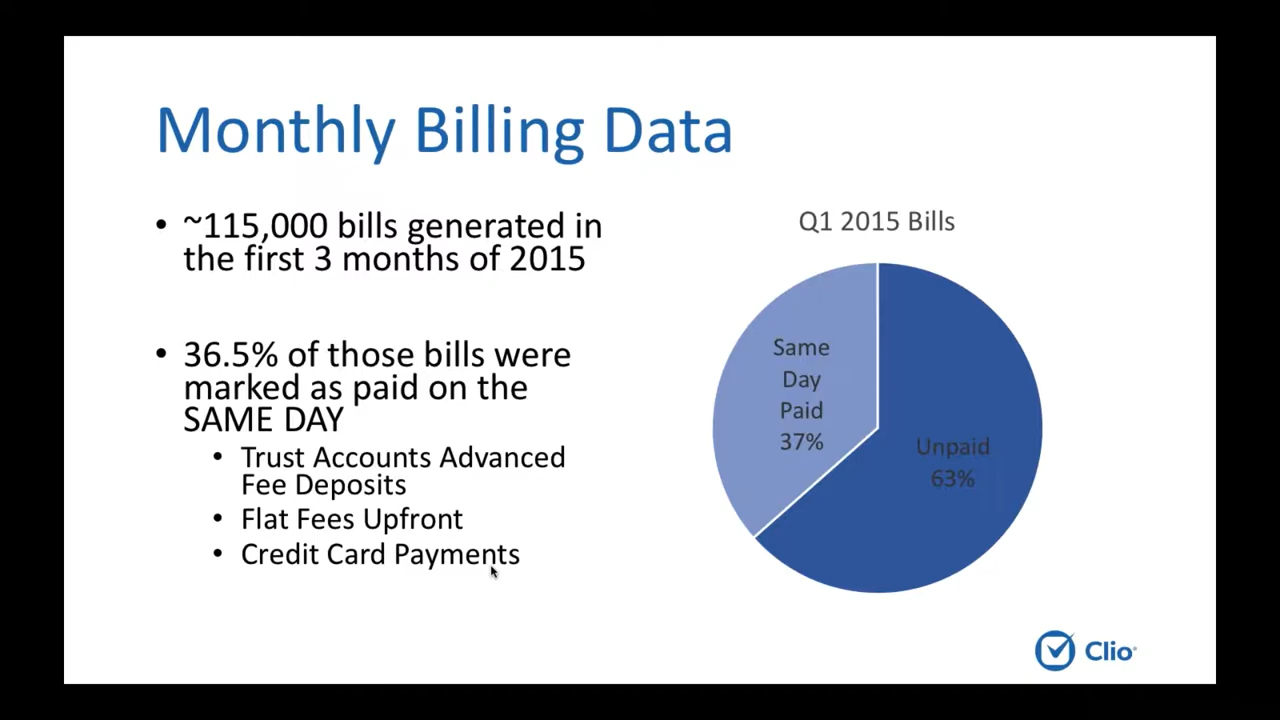 Monthly Billing Data
• ~115,000 bills generated in
the first 3 months of 2015
• 36.5% of those bills were
marked as paid on the
SAME DAY
• Trust Accounts Advanced
Fee Deposits
• Flat Fees Upfront
• Credit Card Payments
Q1 2015 Bills
Same
Day
Paid
37%
Unpaid
63%
Clio